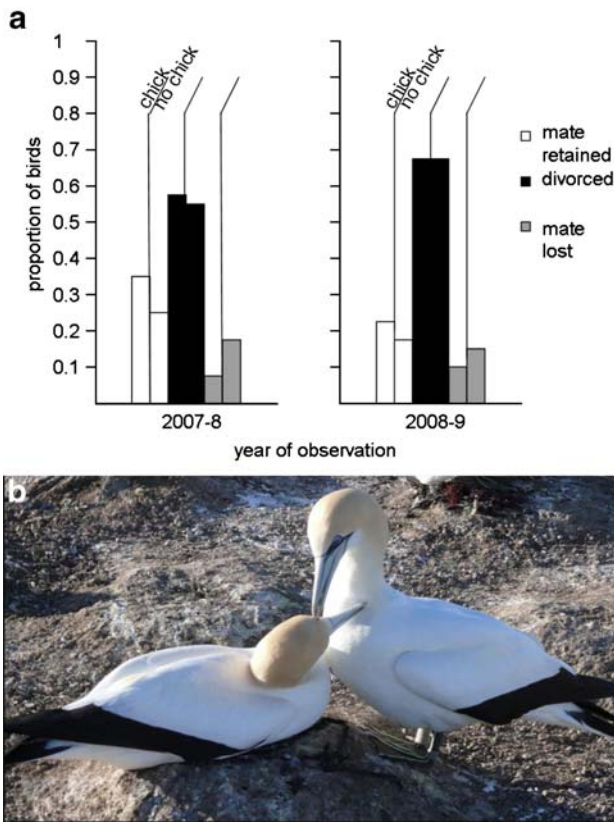 a
1
0.9
0.8
0.7
0.6
0.5
0.4
0.3
0.2
0.1
proportion of birds
chick
no chick
2007-8
chick
no chick
2008-9
year of observation
mate
retained
divorced
mate
lost
b